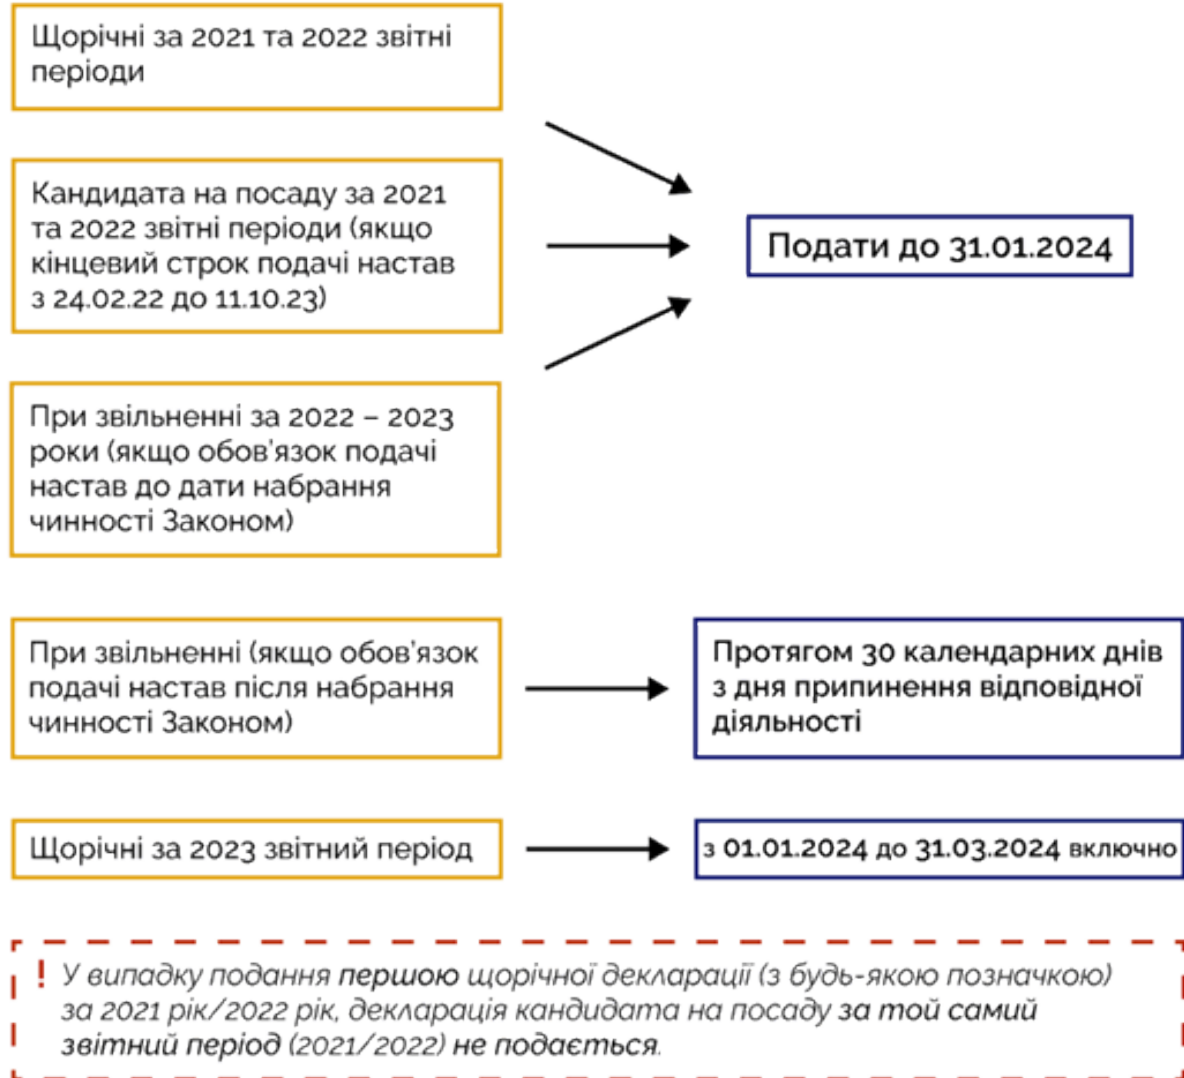 Щорічні за 2021 та 2022 звітні
періоди
Кандидата на посаду за 2021
та 2022 звітні періоди (якщо
кінцевий строк подачі настав
з 24.02.22 до 11.10.23)
Подати до 31.01.2024
При звільненні за 2022 – 2023
роки (якщо обов'язок подачі
настав до дати набрання
чинності Законом)
При звільненні (якщо обов'язок
подачі настав після набрання
чинності Законом)
Протягом 30 календарних днів
з дня припинення відповідної
діяльності
Щорічні за 2023 звітний період
з 01.01.2024 до 31.03.2024 включно
! У випадку подання першою щорічної декларації (з будь-якою позначкою)
за 2021 рік/2022 рік, декларація кандидата на посаду за той самий
звітний період (2021/2022) не подається.